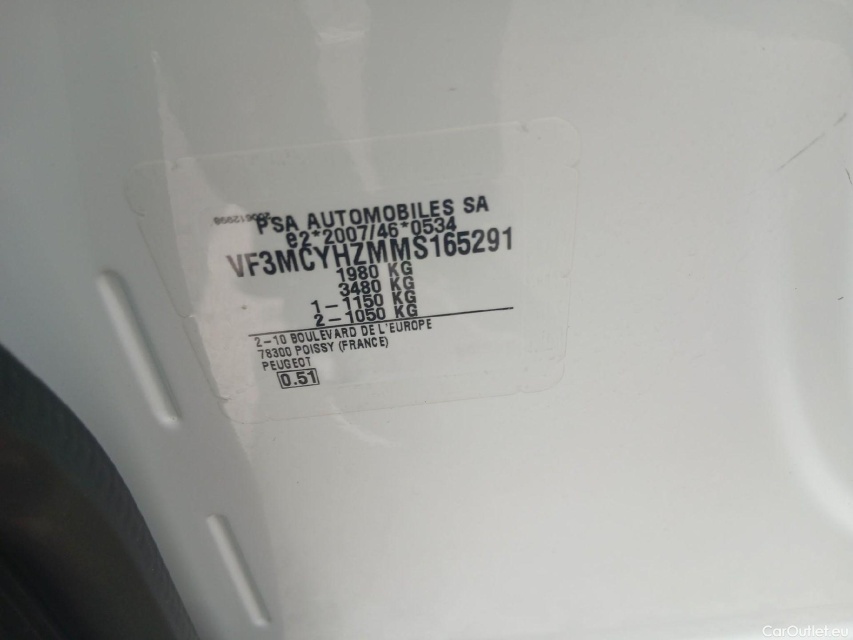 PSA AUTOMOBILES SA
e2*2007/46*0534
VF3MCYHZMMS165291
1980 KG
3480 KG
1-1150 KG
2-1050 KG
2-10 BOULEVARD DE L'EUROPE
78300 POISSY (FRANCE)
PEUGEOT
0.51
CarOutlet.eu